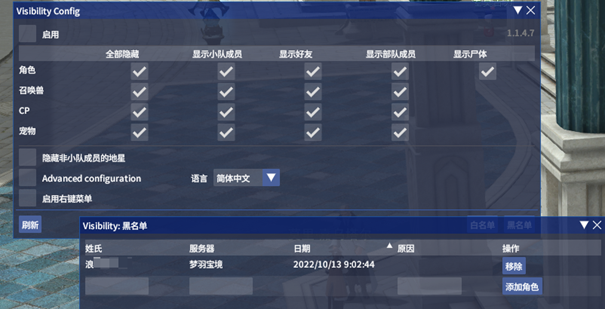 Visibility Config
启用
1.1.4.7
全部隐藏 显示小队成员 显示好友 显示部队成员 显示尸体
角色
召唤兽
CP
宠物
隐藏非小队成员的地星
Advanced configuration 语言 简体中文
启用右键菜单
刷新 白名单 黑名单
Visibility: 黑名单
姓氏 服务器 日期 原因 操作
浪 梦羽宝境 2022/10/13 9:02:44 移除
添加角色